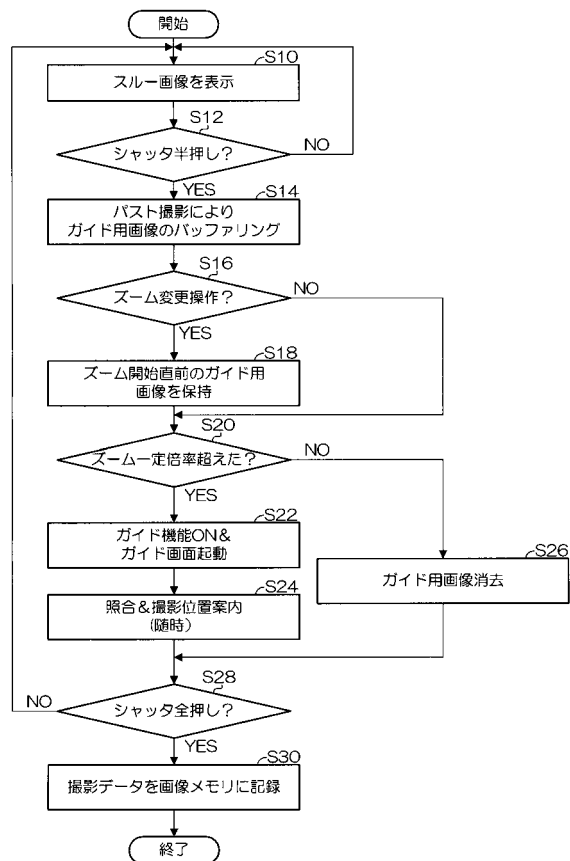 開始
S10
スルー画像を表示
S12
シャッタ半押し?
NO
YES
S14
パスト撮影により
ガイド用画像のバッファリング
S16
ズーム変更操作?
NO
YES
S18
ズーム開始直前のガイド用
画像を保持
S20
ズーム一定倍率超えた?
NO
YES
S22
ガイド機能ON&
ガイド画面起動
S26
ガイド用画像消去
S24
照合&撮影位置案内
(随時)
S28
NO
シャッタ全押し?
YES
S30
撮影データを画像メモリに記録
終了